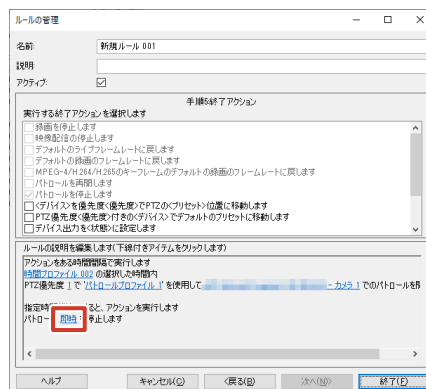 ルールの管理
名前: 新規ルール 001
説明:
アクティブ:
手順5:終了アクション
実行する終了アクションを選択します
録画を停止します
映像配信の停止します
デフォルトのライブフレームレートに戻します
デフォルトの録画のフレームレートに戻します
MPEG-4/H.264/H.265のキーフレームのデフォルトの録画のフレームレートに戻します
パトロールを再開します
パトロールを停止します
<デバイス>を優先度<優先度>でPTZの<プリセット>位置に移動します
PTZ優先度<優先度>付きの<デバイス>でデフォルトのプリセットに移動します
デバイス出力を<状態>に設定します
ルールの説明を編集します(下線付きアイテムをクリックします)
アクションをある時間間隔で実行します
時間プロファイル 002 の選択した時間内
PTZ優先度 1 で 'パトロールプロファイル 1' を使用して - カメラ 1 でのパトロールを開
指定時 ると、アクションを実行します
パトロー 即時 停止します
ヘルプ キャンセル(C) <戻る(B) 次へ(N)> 終了(F)